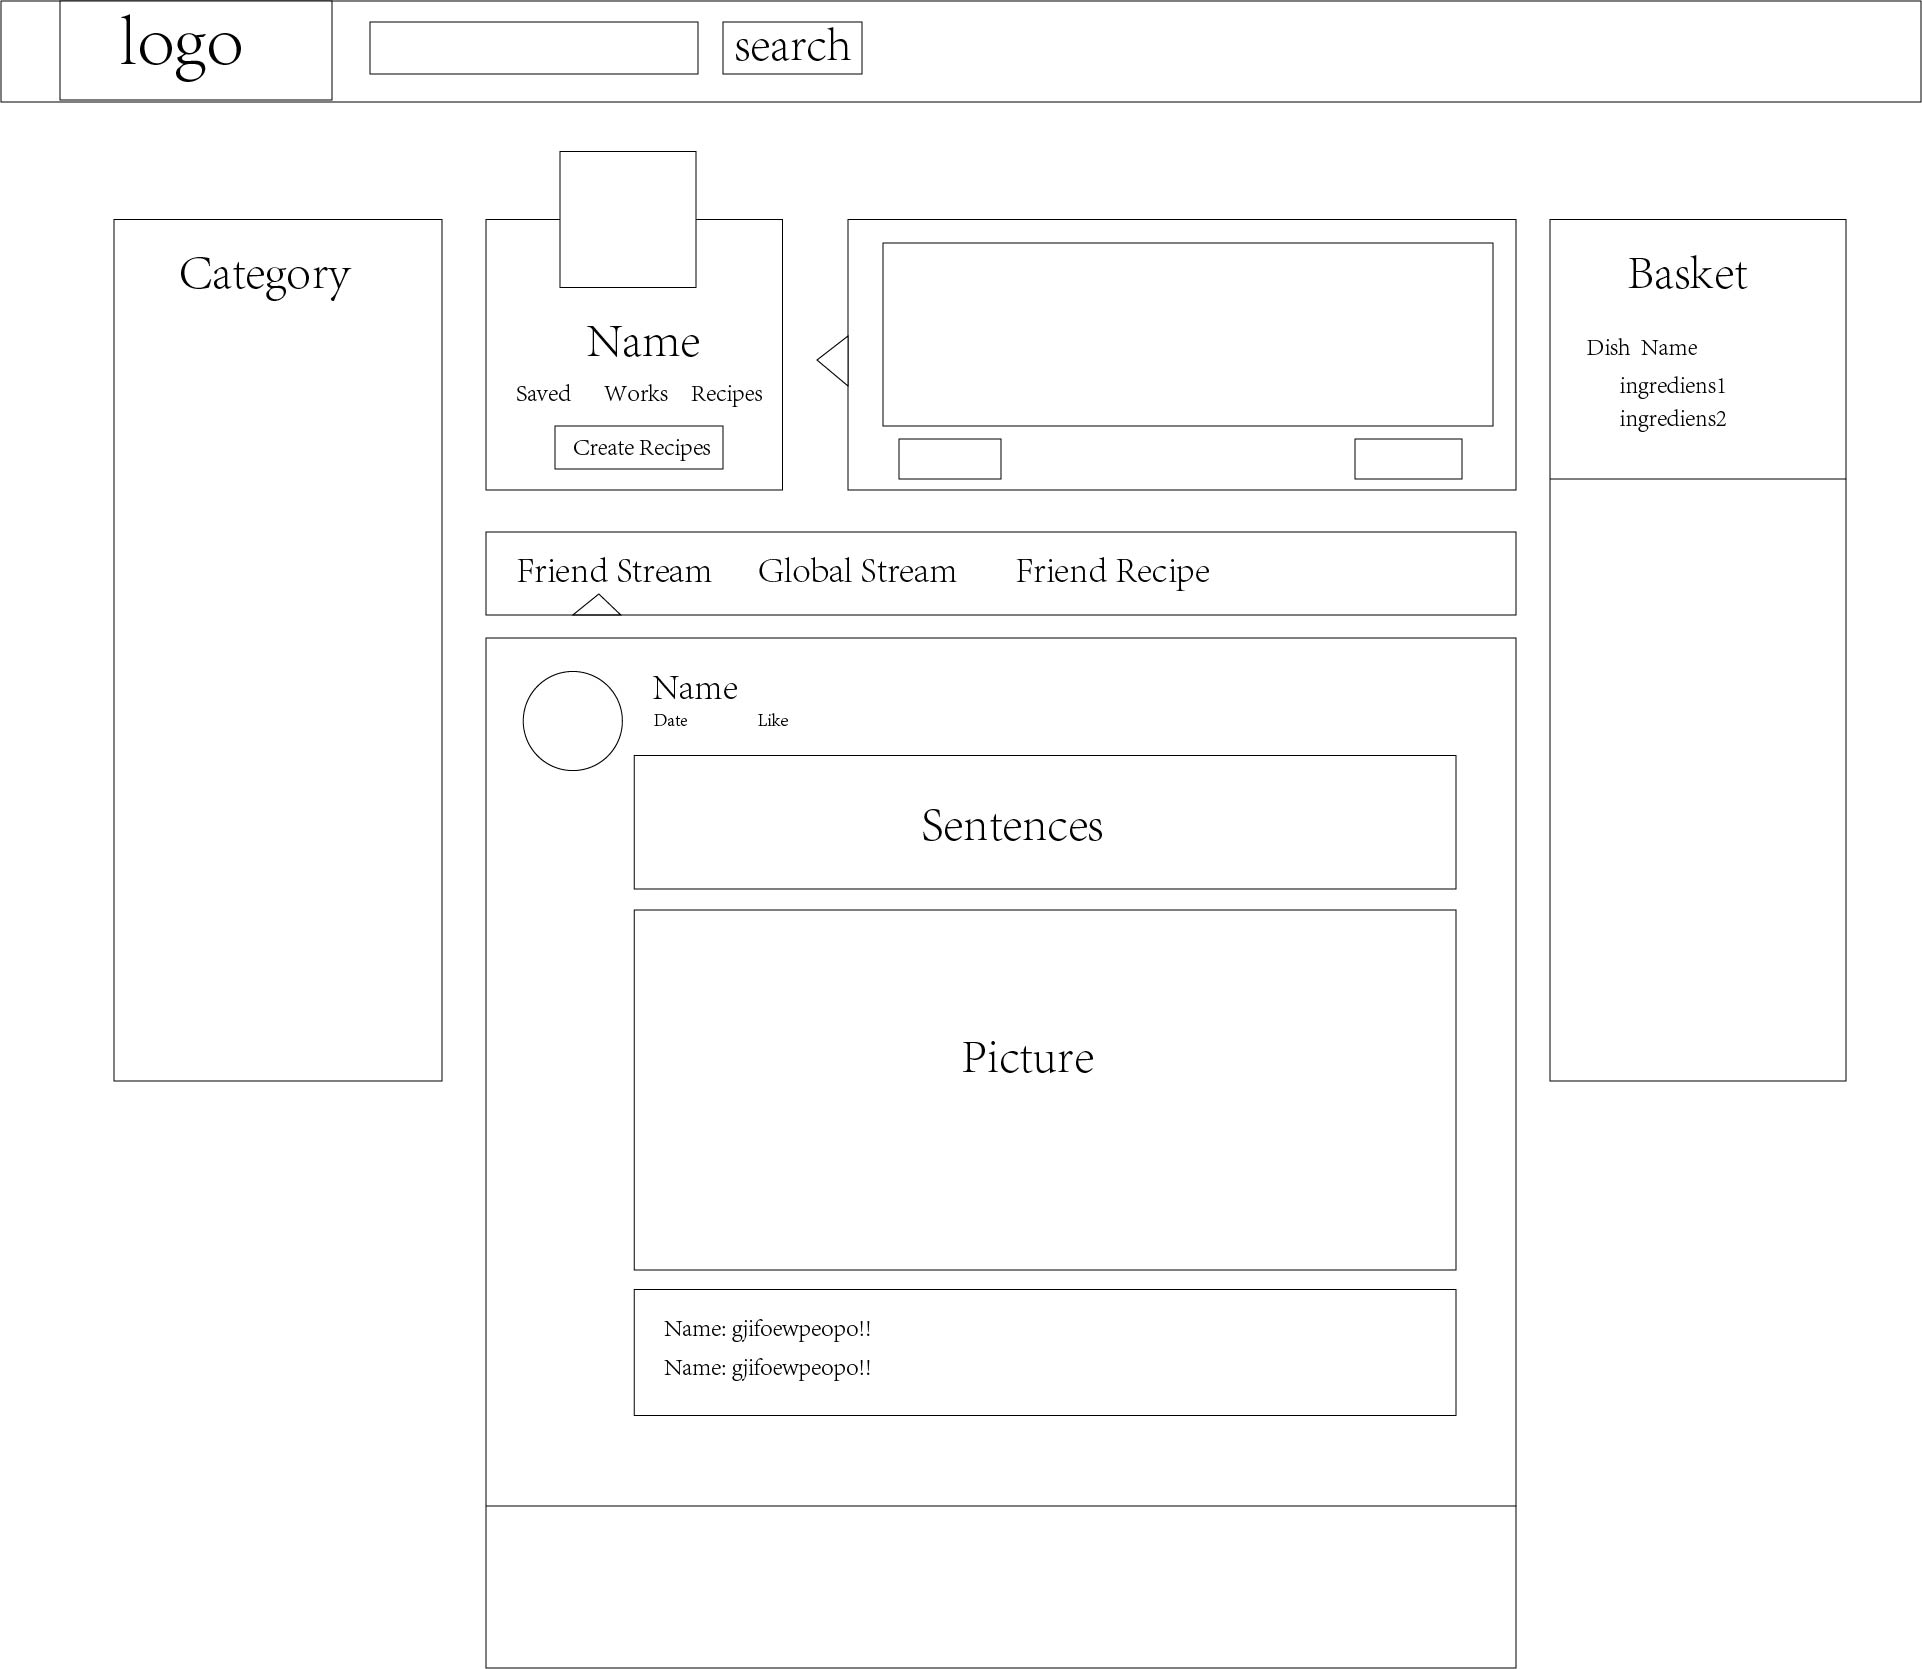 logo
search
Category
Name
Saved Works Recipes
Create Recipes
Basket
Dish Name
ingrediens1
ingrediens2
Friend Stream Global Stream Friend Recipe
Name
Date Like
Sentences
Picture
Name: gjifoewpeopo!!
Name: gjifoewpeopo!!